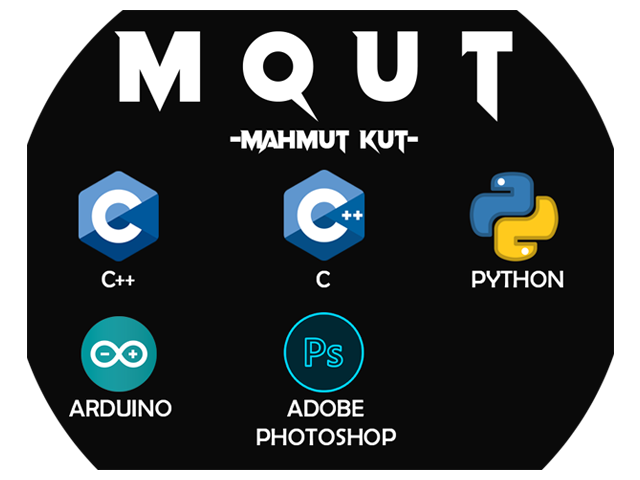 MQUT
-MAHMUT KUT-
C
C++
C++
C
PYTHON
Ps
ARDUINO
ADOBE
PHOTOSHOP